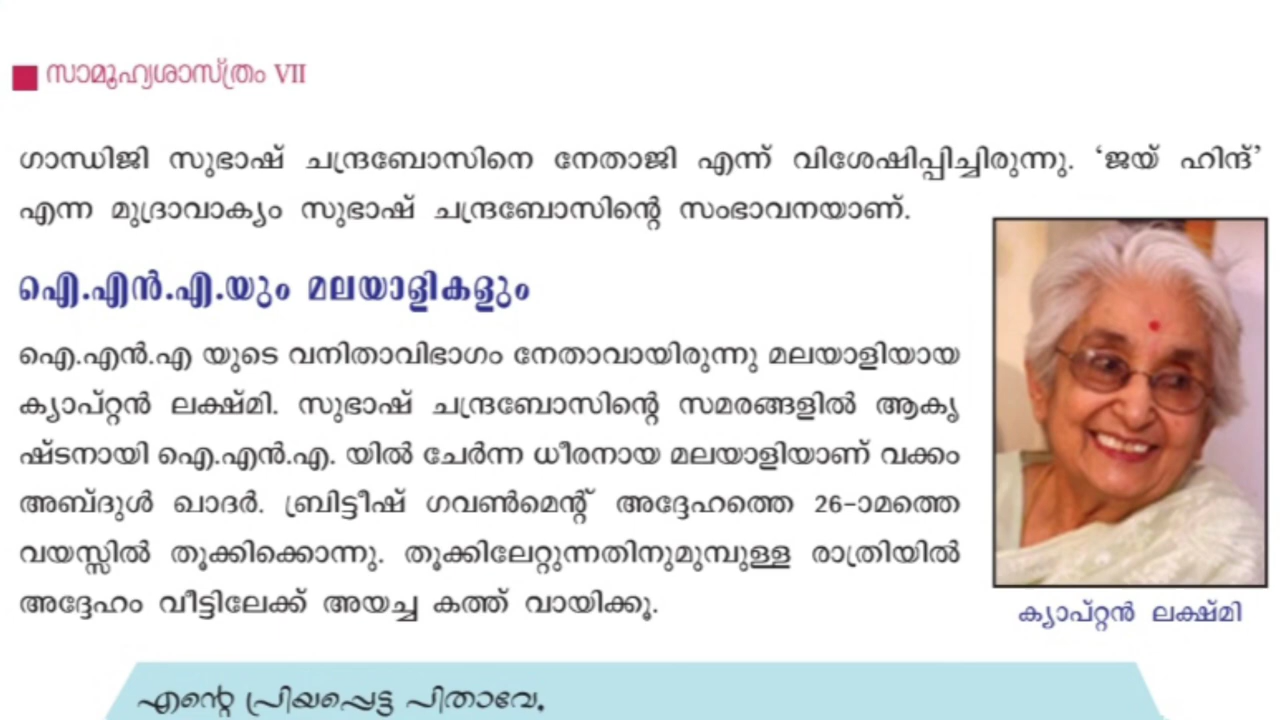 സാമൂഹ്യശാസ്ത്രം VII
ഗാന്ധിജി സുഭാഷ് ചന്ദ്രബോസിനെ നേതാജി എന്ന് വിശേഷിപ്പിച്ചിരുന്നു. ‘ജയ് ഹിന്ദ്’
എന്ന മുദ്രാവാക്യം സുഭാഷ് ചന്ദ്രബോസിന്റെ സംഭാവനയാണ്.
ഐ.എൻ.എ.യും മലയാളികളും
ഐ.എൻ.എ യുടെ വനിതാവിഭാഗം നേതാവായിരുന്നു മലയാളിയായ
ക്യാപ്റ്റൻ ലക്ഷ്മി. സുഭാഷ് ചന്ദ്രബോസിന്റെ സമരങ്ങളിൽ ആകൃ
ഷ്ടനായി ഐ.എൻ.എ. യിൽ ചേർന്ന ധീരനായ മലയാളിയാണ് വക്കം
അബ്ദുൾ ഖാദർ. ബ്രിട്ടീഷ് ഗവൺമെന്റ് അദ്ദേഹത്തെ 26-ാമത്തെ
വയസ്സിൽ തൂക്കിക്കൊന്നു. തൂക്കിലേറ്റുന്നതിനുമുമ്പുള്ള രാത്രിയിൽ
അദ്ദേഹം വീട്ടിലേക്ക് അയച്ച കത്ത് വായിക്കൂ.
ക്യാപ്റ്റൻ ലക്ഷ്മി
എന്റെ പ്രിയപ്പെട്ട പിതാവേ,